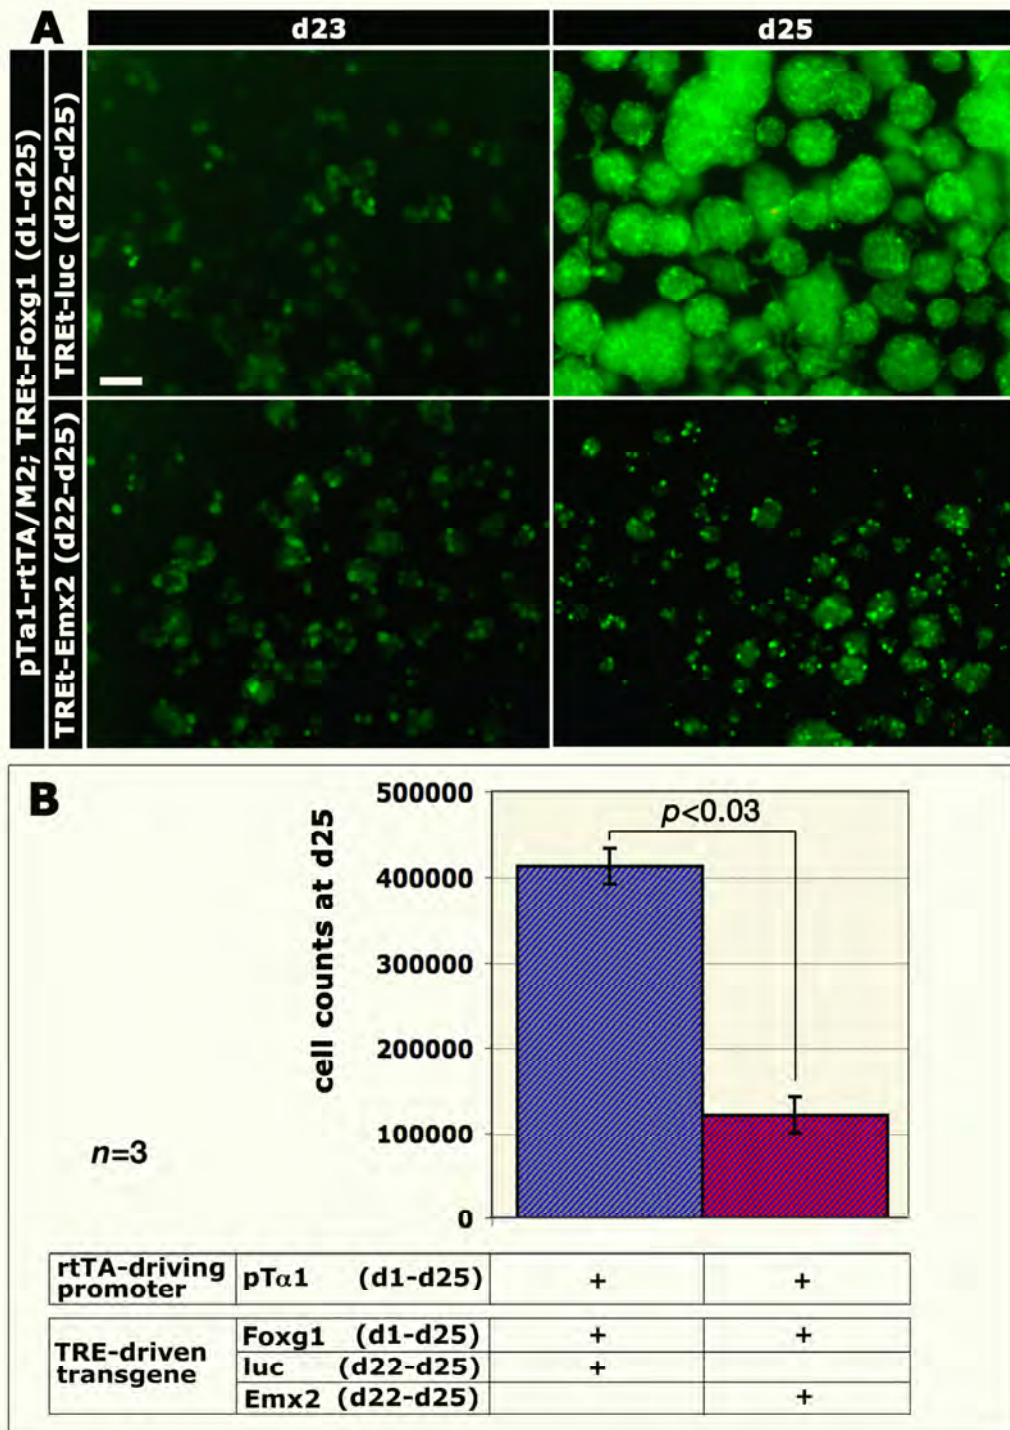 A
d23
d25
pTa1-rtTA/M2; TREt-Foxg1 (d1-d25)
TREt-luc (d22-d25)
TREt-Emx2 (d22-d25)
B
cell counts at d25
500000
400000
300000
200000
100000
0
p<0.03
n=3
rtTA-driving
promoter
pTα1 (d1-d25)
+
+
TRE-driven
transgene
Foxg1 (d1-d25)
+
+
luc (d22-d25)
+
Emx2 (d22-d25)
+